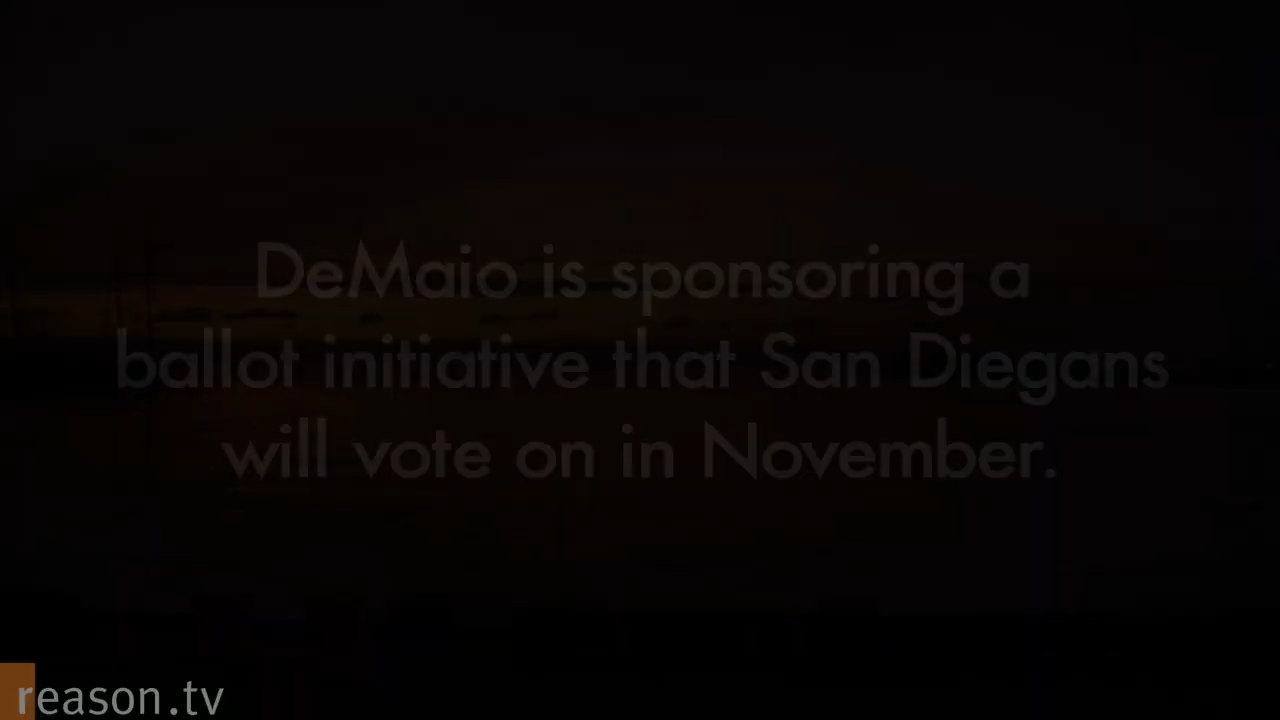 DeMaio is sponsoring a
ballot initiative that San Diegans
will vote on in November.
reason.tv